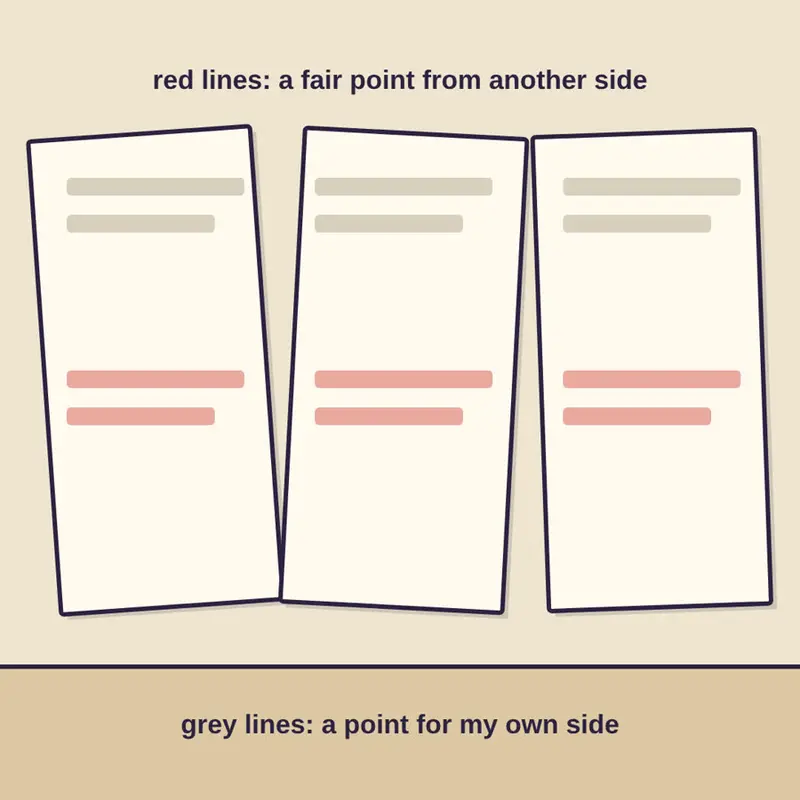 red lines: a fair point from another side
grey lines: a point for my own side